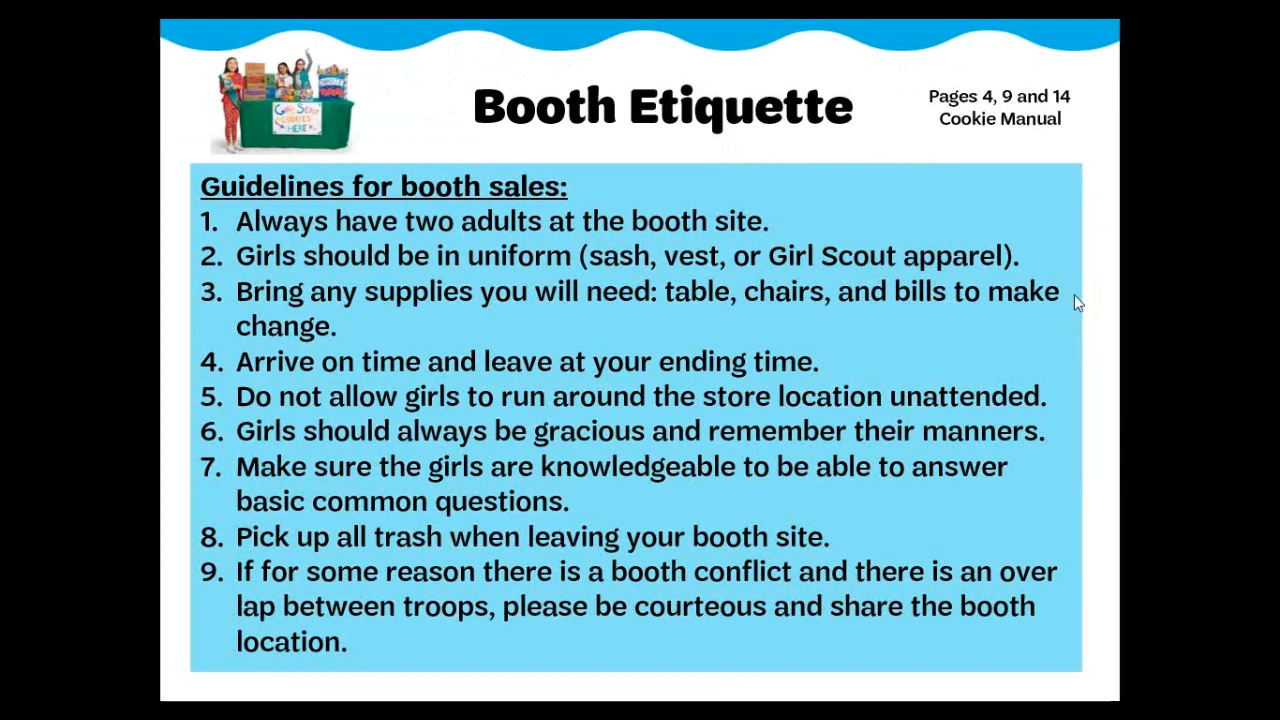 Booth Etiquette
Pages 4, 9 and 14
Cookie Manual
Girl Scout
COOKIES
HERE
Guidelines for booth sales:
1. Always have two adults at the booth site.
2. Girls should be in uniform (sash, vest, or Girl Scout apparel).
3. Bring any supplies you will need: table, chairs, and bills to make
change.
4. Arrive on time and leave at your ending time.
5. Do not allow girls to run around the store location unattended.
6. Girls should always be gracious and remember their manners.
7. Make sure the girls are knowledgeable to be able to answer
basic common questions.
8. Pick up all trash when leaving your booth site.
9. If for some reason there is a booth conflict and there is an over
lap between troops, please be courteous and share the booth
location.